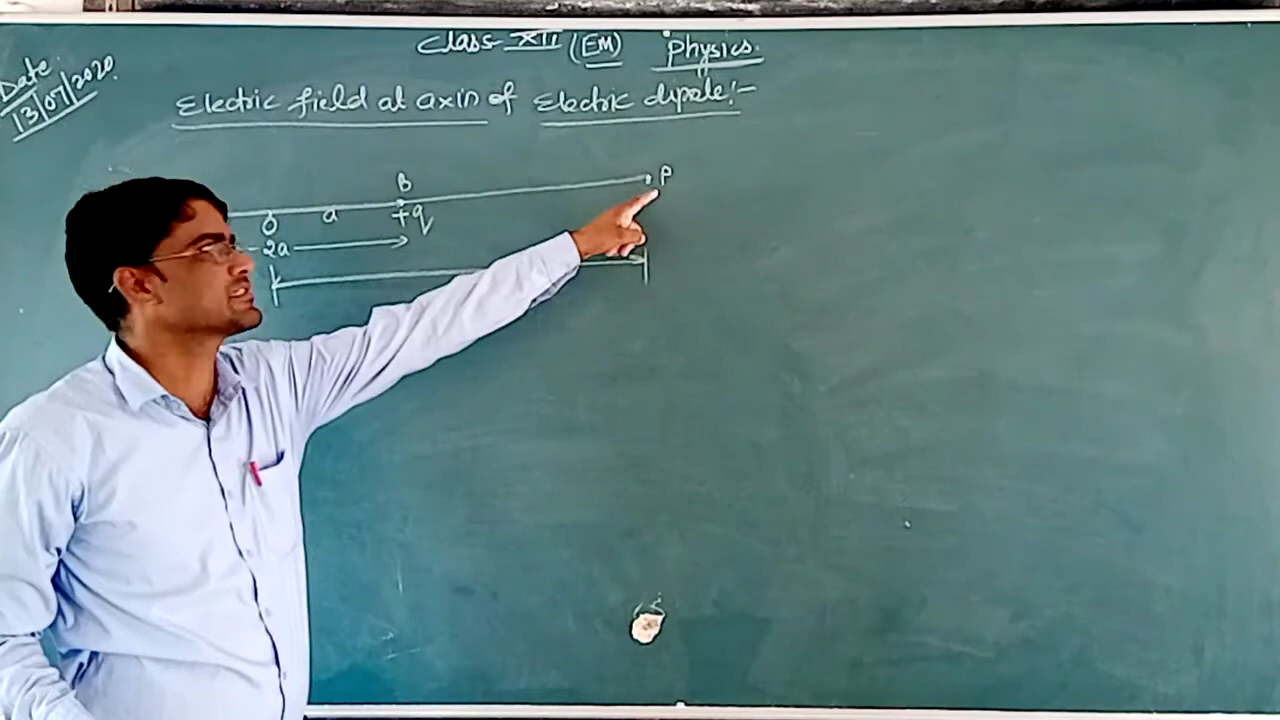 Date:
13/07/2020
Class-XII (EM) Physics.
Electric field at axis of Electric dipole:-
B P
O a +q
2a